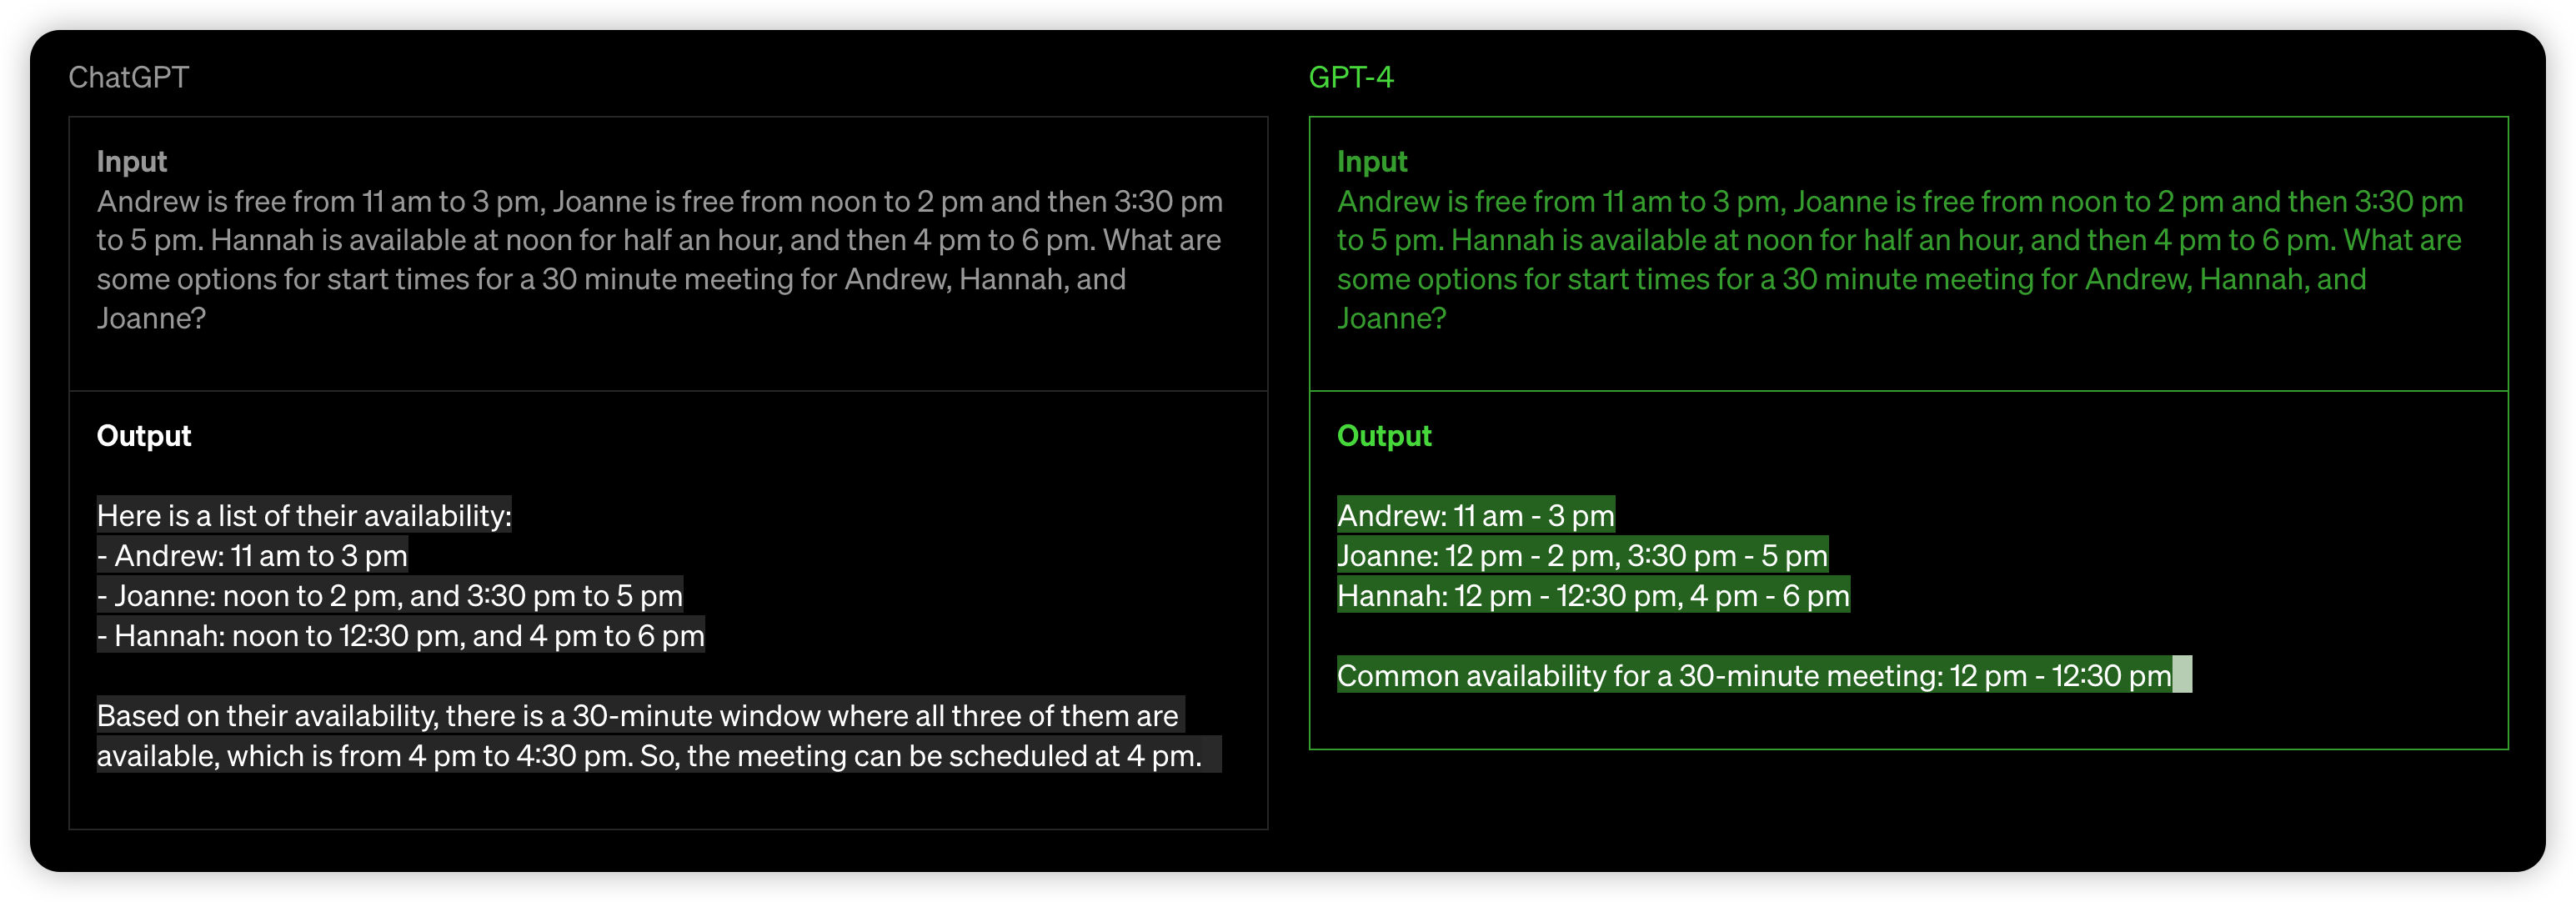 ChatGPT
Input
Andrew is free from 11 am to 3 pm, Joanne is free from noon to 2 pm and then 3:30 pm
to 5 pm. Hannah is available at noon for half an hour, and then 4 pm to 6 pm. What are
some options for start times for a 30 minute meeting for Andrew, Hannah, and
Joanne?
Output
Here is a list of their availability:
- Andrew: 11 am to 3 pm
- Joanne: noon to 2 pm, and 3:30 pm to 5 pm
- Hannah: noon to 12:30 pm, and 4 pm to 6 pm
Based on their availability, there is a 30-minute window where all three of them are
available, which is from 4 pm to 4:30 pm. So, the meeting can be scheduled at 4 pm.
GPT-4
Input
Andrew is free from 11 am to 3 pm, Joanne is free from noon to 2 pm and then 3:30 pm
to 5 pm. Hannah is available at noon for half an hour, and then 4 pm to 6 pm. What are
some options for start times for a 30 minute meeting for Andrew, Hannah, and
Joanne?
Output
Andrew: 11 am - 3 pm
Joanne: 12 pm - 2 pm, 3:30 pm - 5 pm
Hannah: 12 pm - 12:30 pm, 4 pm - 6 pm
Common availability for a 30-minute meeting: 12 pm - 12:30 pm